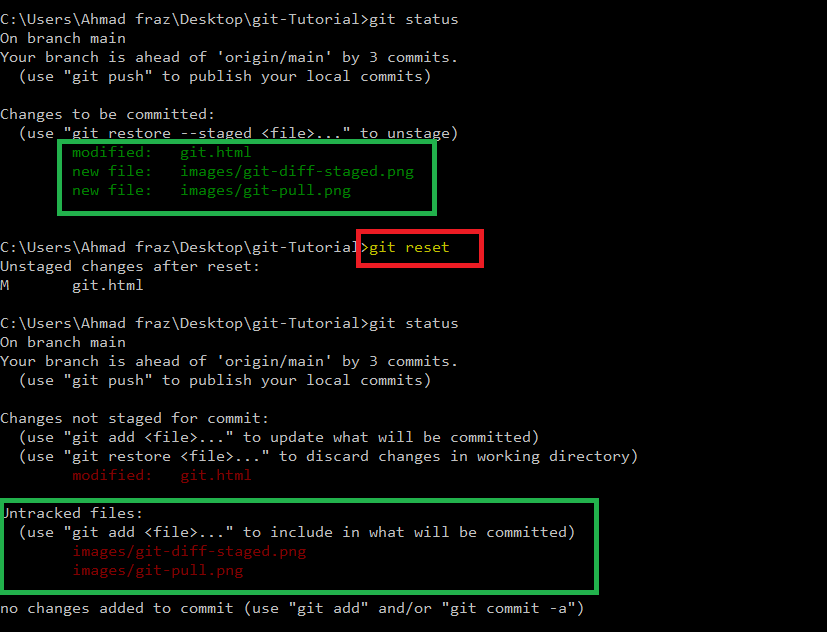 C:\Users\Ahmad fraz\Desktop\git-Tutorial>git status
On branch main
Your branch is ahead of 'origin/main' by 3 commits.
  (use "git push" to publish your local commits)
Changes to be committed:
  (use "git restore --staged <file>..." to unstage)
        modified:   git.html
        new file:   images/git-diff-staged.png
        new file:   images/git-pull.png
C:\Users\Ahmad fraz\Desktop\git-Tutorial>git reset
Unstaged changes after reset:
M       git.html
C:\Users\Ahmad fraz\Desktop\git-Tutorial>git status
On branch main
Your branch is ahead of 'origin/main' by 3 commits.
  (use "git push" to publish your local commits)
Changes not staged for commit:
  (use "git add <file>..." to update what will be committed)
  (use "git restore <file>..." to discard changes in working directory)
        modified:   git.html
Untracked files:
  (use "git add <file>..." to include in what will be committed)
        images/git-diff-staged.png
        images/git-pull.png
no changes added to commit (use "git add" and/or "git commit -a")